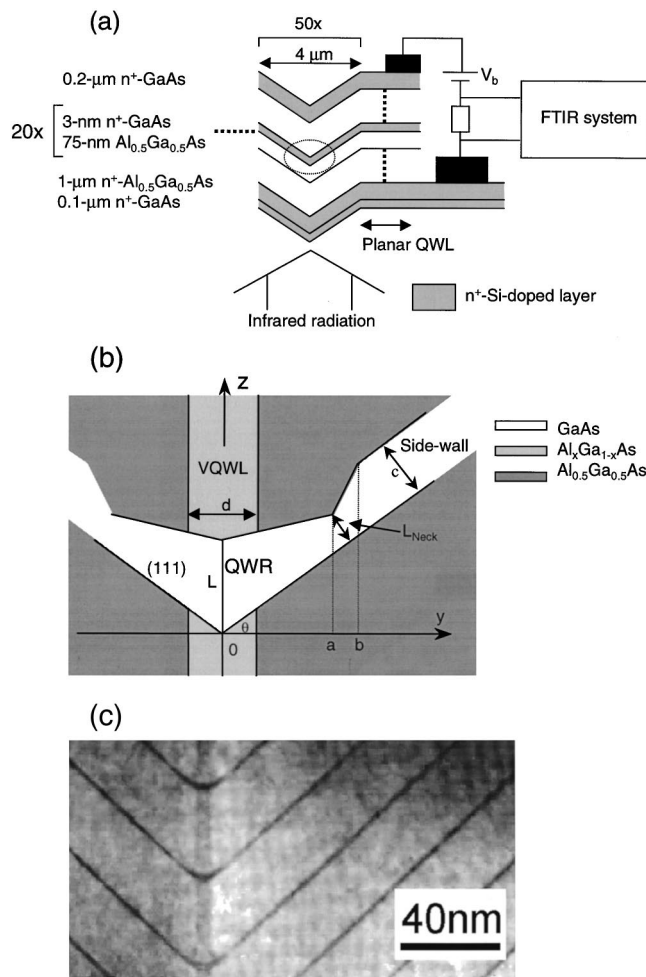 (a)
50x
4 μm
0.2-μm n⁺-GaAs
V_b
FTIR system
20x
3-nm n⁺-GaAs
75-nm Al₀.₅Ga₀.₅As
1-μm n⁺-Al₀.₅Ga₀.₅As
0.1-μm n⁺-GaAs
Planar QWL
Infrared radiation
n⁺-Si-doped layer
(b)
z
VQWL
d
Side-wall
c
L_Neck
(111)
L
QWR
θ
y
0
a
b
GaAs
AlₓGa₁₋ₓAs
Al₀.₅Ga₀.₅As
(c)
40nm